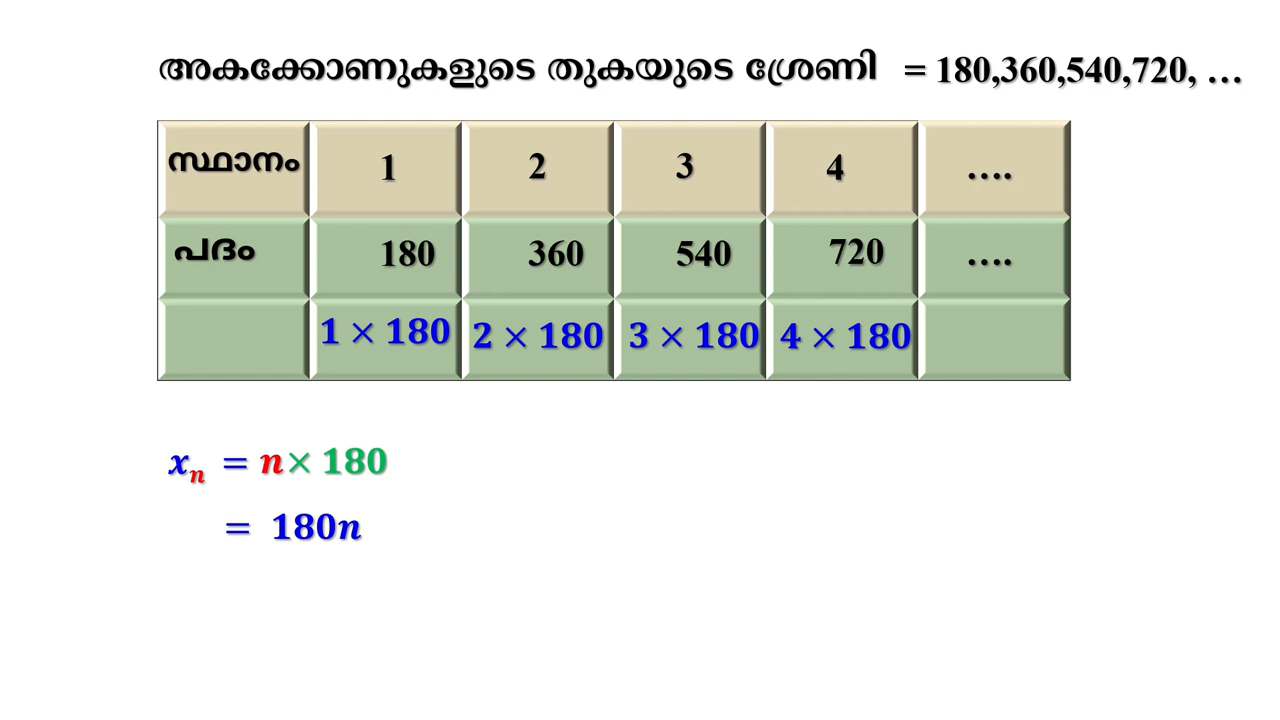 അകക്കോണുകളുടെ തുകയുടെ ശ്രേണി = 180,360,540,720, …
സ്ഥാനം 1 2 3 4 ….
പദം 180 360 540 720 ….
1 × 180 2 × 180 3 × 180 4 × 180
xₙ = n × 180
= 180n